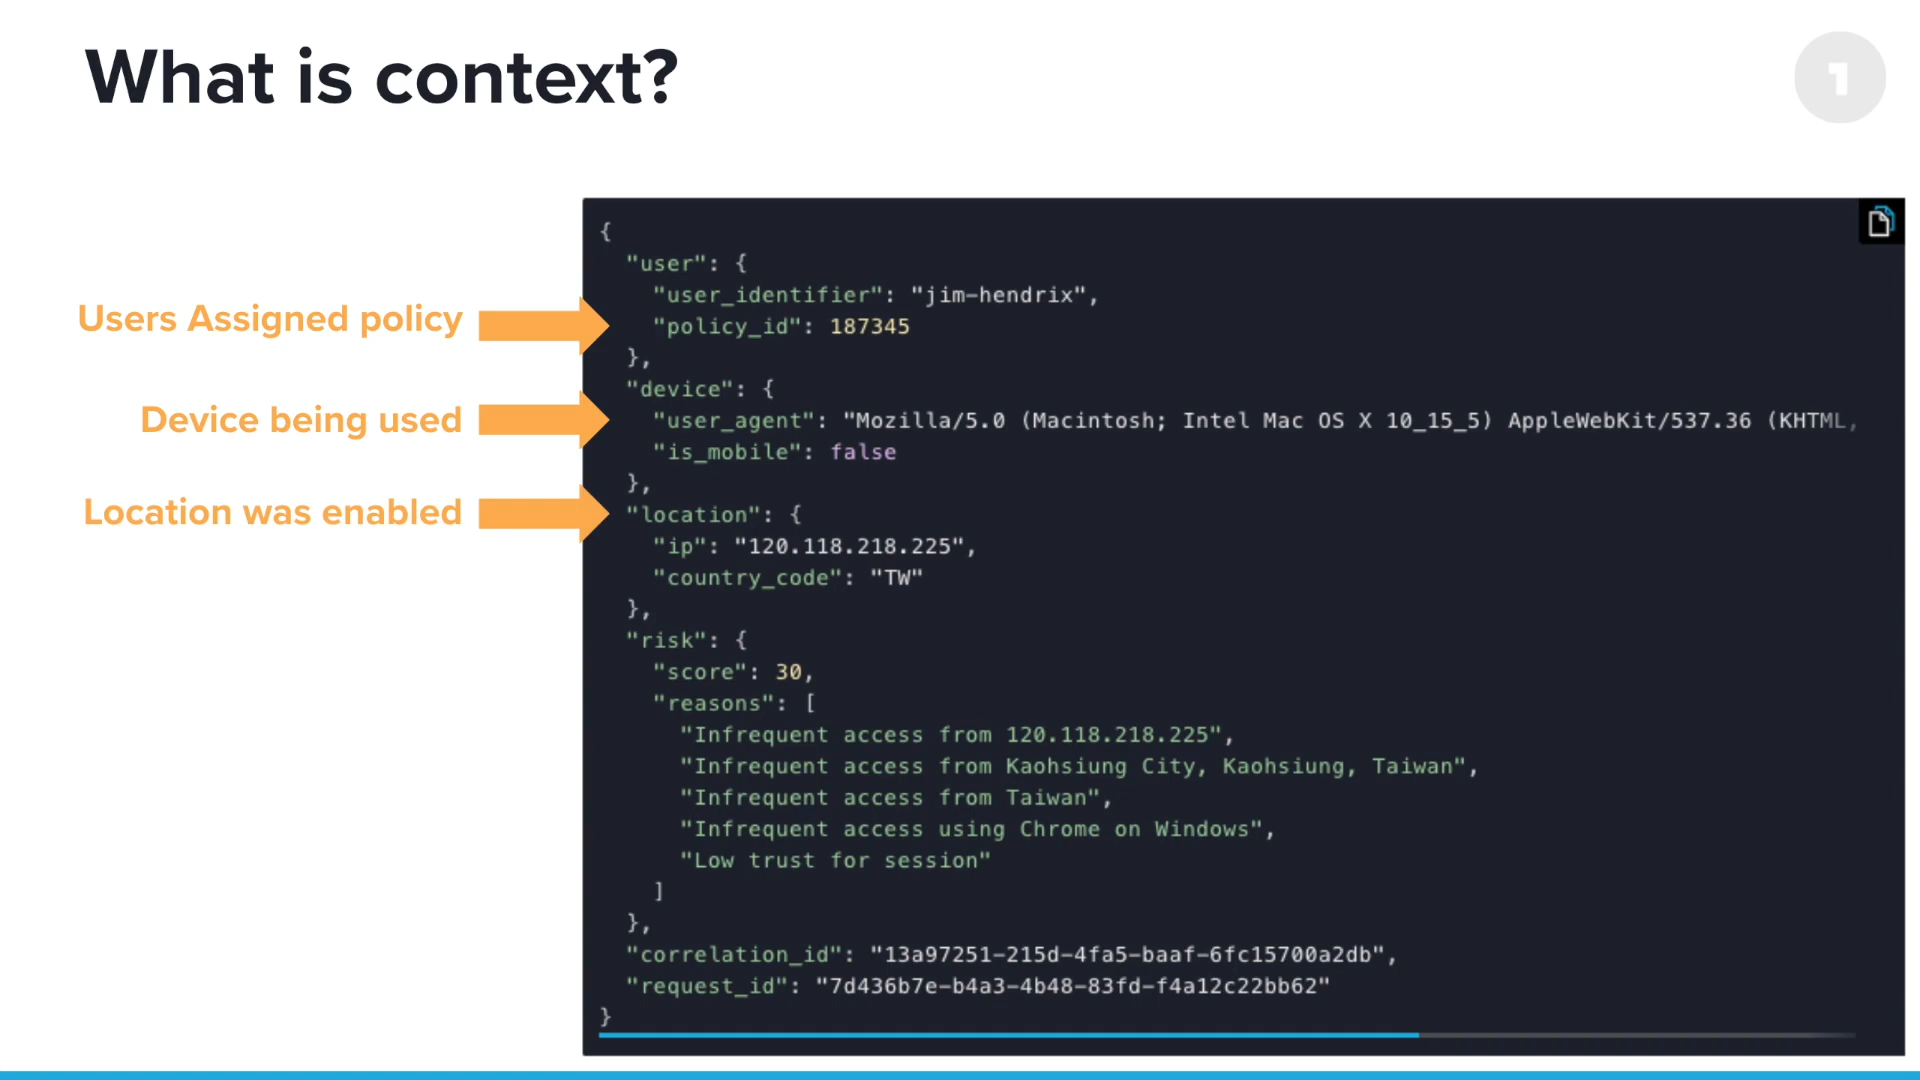 What is context?
1
Users Assigned policy
Device being used
Location was enabled
{
"user": {
"user_identifier": "jim-hendrix",
"policy_id": 187345
},
"device": {
"user_agent": "Mozilla/5.0 (Macintosh; Intel Mac OS X 10_15_5) AppleWebKit/537.36 (KHTML,
"is_mobile": false
},
"location": {
"ip": "120.118.218.225",
"country_code": "TW"
},
"risk": {
"score": 30,
"reasons": [
"Infrequent access from 120.118.218.225",
"Infrequent access from Kaohsiung City, Kaohsiung, Taiwan",
"Infrequent access from Taiwan",
"Infrequent access using Chrome on Windows",
"Low trust for session"
]
},
"correlation_id": "13a97251-215d-4fa5-baaf-6fc15700a2db",
"request_id": "7d436b7e-b4a3-4b48-83fd-f4a12c22bb62"
}